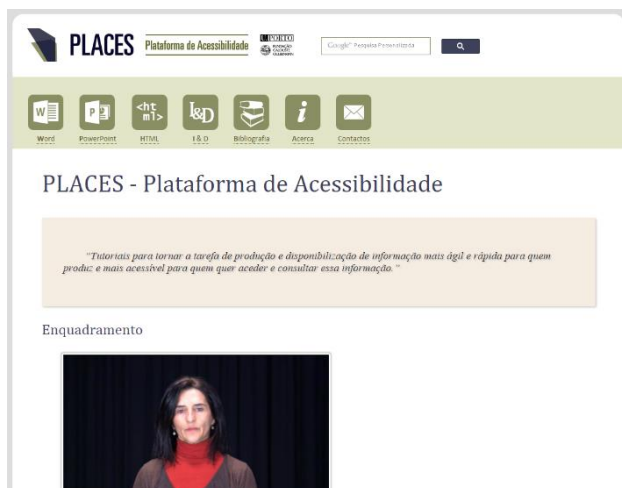 PLACES Plataforma de Acessibilidade U.PORTO Google™ Pesquisa Personalizada
W P <ht ml> I&D i
Word PowerPoint HTML I & D Bibliografia Acerca Contactos
PLACES - Plataforma de Acessibilidade
"Tutoriais para tornar a tarefa de produção e disponibilização de informação mais ágil e rápida para quem
produz e mais acessível para quem quer aceder e consultar essa informação."
Enquadramento